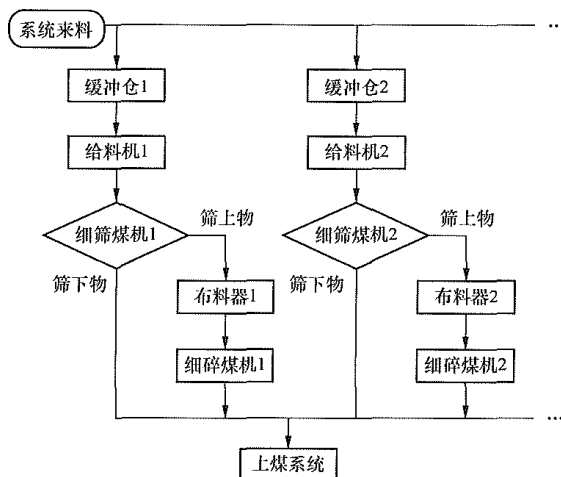 系统来料
...
缓冲仓1
缓冲仓2
给料机1
给料机2
细筛煤机1
筛上物
细筛煤机2
筛上物
筛下物
筛下物
布料器1
布料器2
细碎煤机1
细碎煤机2
...
上煤系统